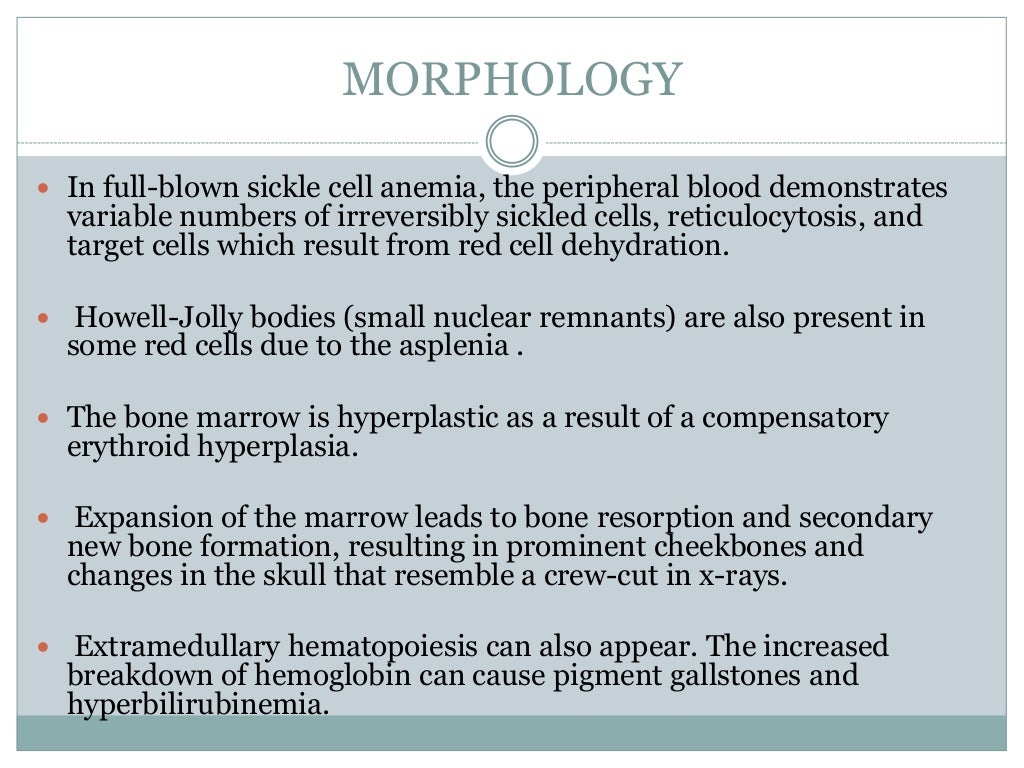 MORPHOLOGY
• In full-blown sickle cell anemia, the peripheral blood demonstrates
variable numbers of irreversibly sickled cells, reticulocytosis, and
target cells which result from red cell dehydration.
• Howell-Jolly bodies (small nuclear remnants) are also present in
some red cells due to the asplenia .
• The bone marrow is hyperplastic as a result of a compensatory
erythroid hyperplasia.
• Expansion of the marrow leads to bone resorption and secondary
new bone formation, resulting in prominent cheekbones and
changes in the skull that resemble a crew-cut in x-rays.
• Extramedullary hematopoiesis can also appear. The increased
breakdown of hemoglobin can cause pigment gallstones and
hyperbilirubinemia.